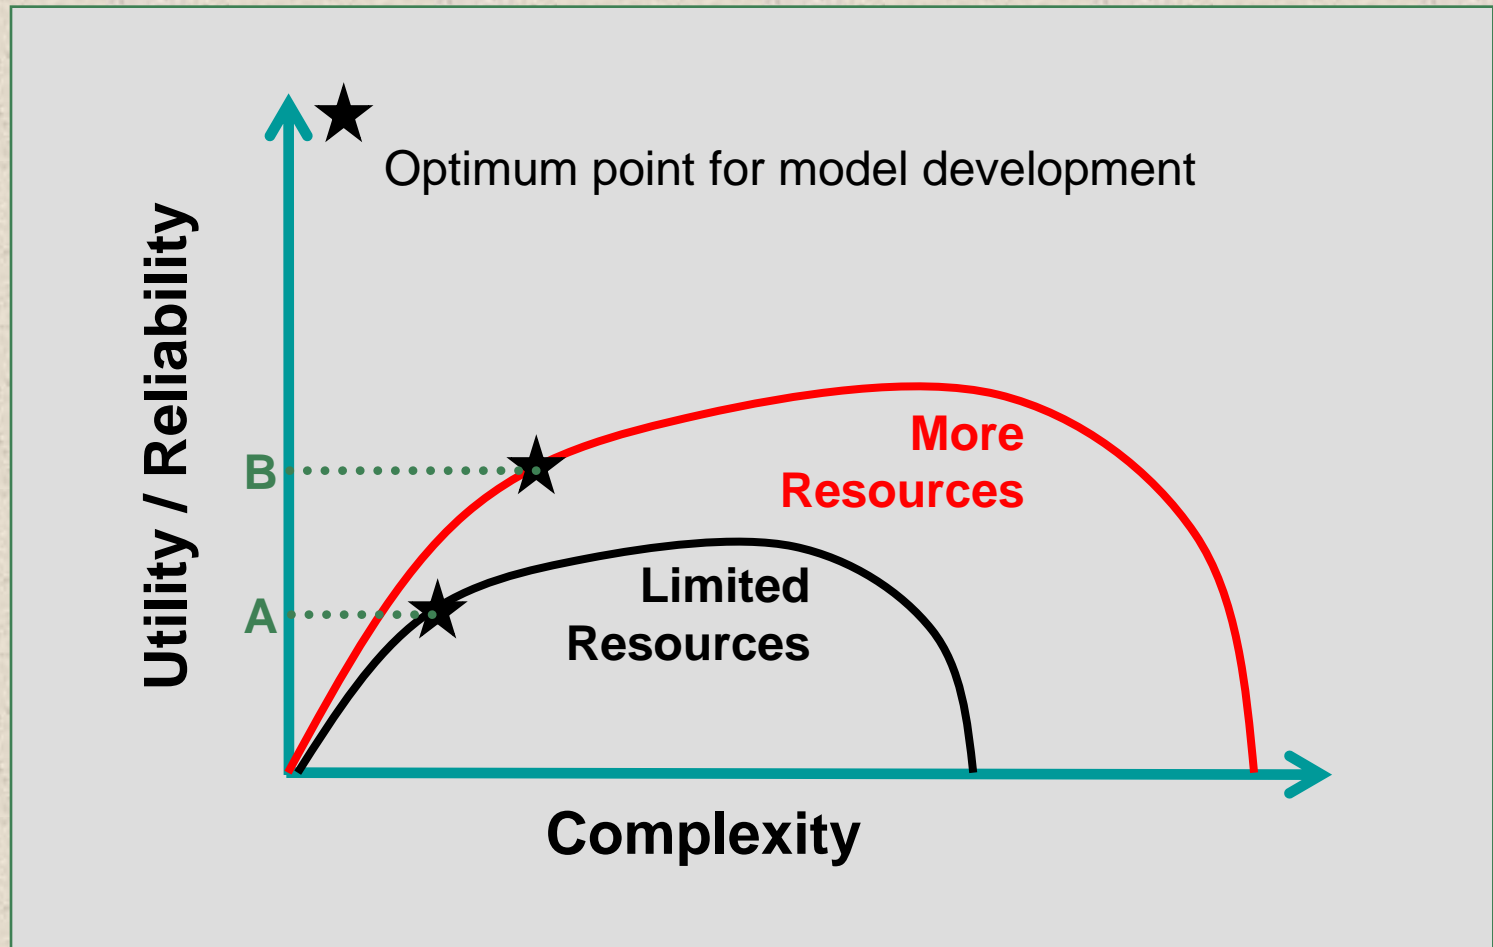 Optimum point for model development
Utility / Reliability
More
Resources
B
Limited
Resources
A
Complexity